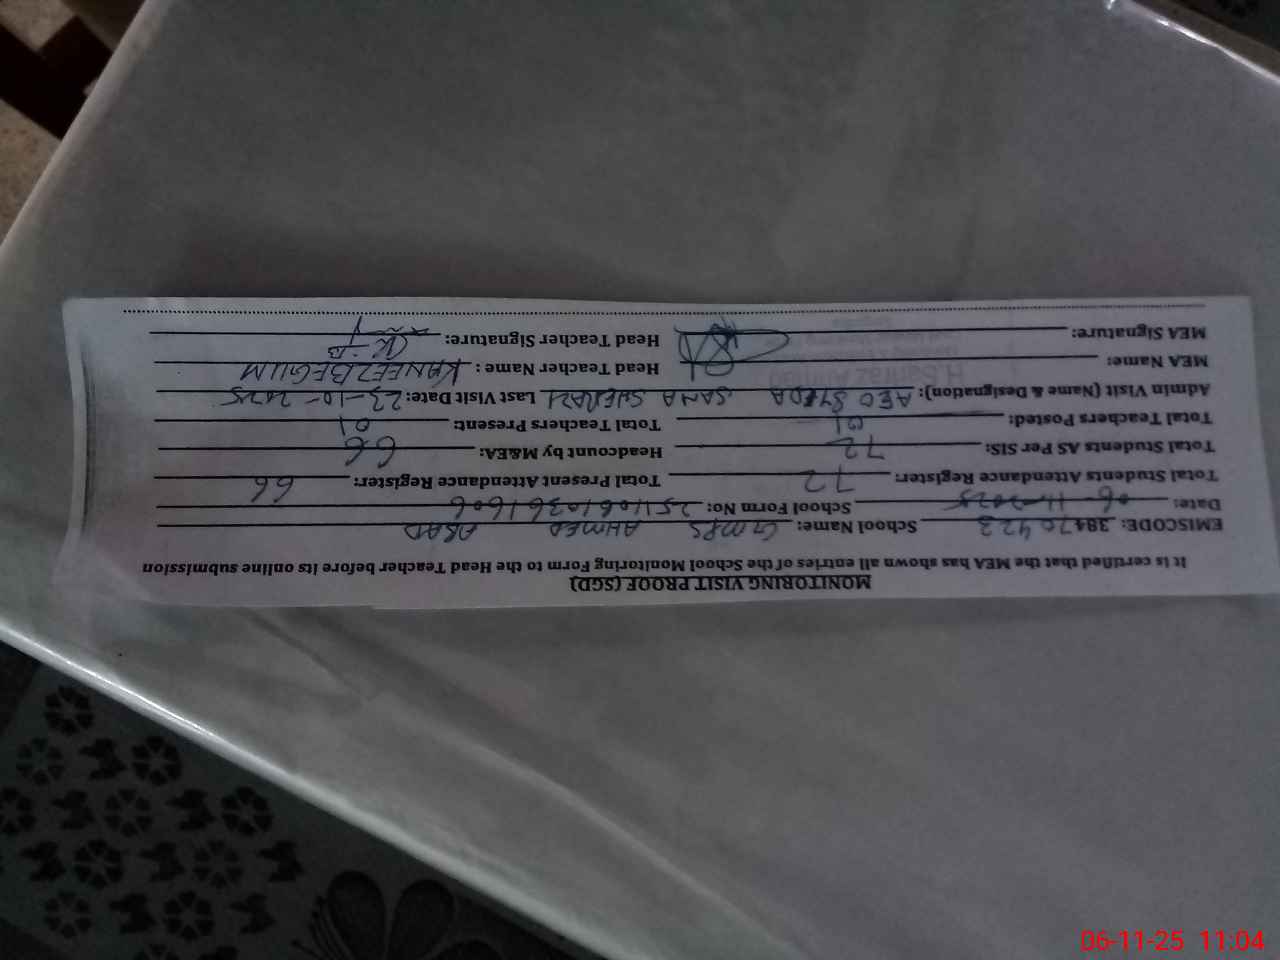 MONITORING VISIT PROOF (SGD)
It is certified that the MEA has shown all entries of the School Monitoring Form to the Head Teacher before its online submission
EMISCODE: 38470423 School Name: GMPS AHMED ABAD
Date: 06-11-2025 School Form No: 25110610361606
Total Students Attendance Register: 72 Total Present Attendance Register: 66
Total Students AS Per SIS: 72 Headcount by M&EA: 66
Total Teachers Posted: 01 Total Teachers Present: 01
Admin Visit (Name & Designation): AEO SYEDA SANA SHERAZI Last Visit Date: 23-10-2025
MEA Name: Head Teacher Name: KANEEZ BEGUM
MEA Signature: Head Teacher Signature:
06-11-25 11:04